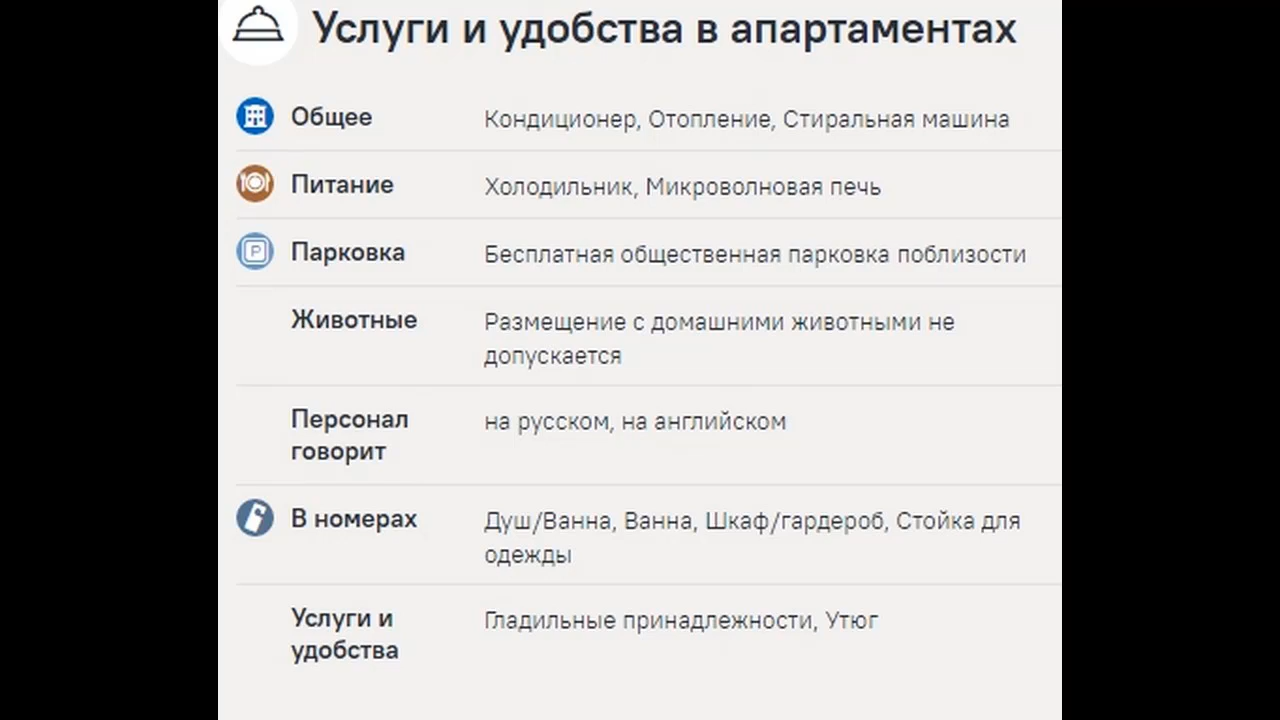 Услуги и удобства в апартаментах
Общее
Кондиционер, Отопление, Стиральная машина
Питание
Холодильник, Микроволновая печь
P
Парковка
Бесплатная общественная парковка поблизости
Животные
Размещение с домашними животными не
допускается
Персонал
говорит
на русском, на английском
В номерах
Душ/Ванна, Ванна, Шкаф/гардероб, Стойка для
одежды
Услуги и
удобства
Гладильные принадлежности, Утюг